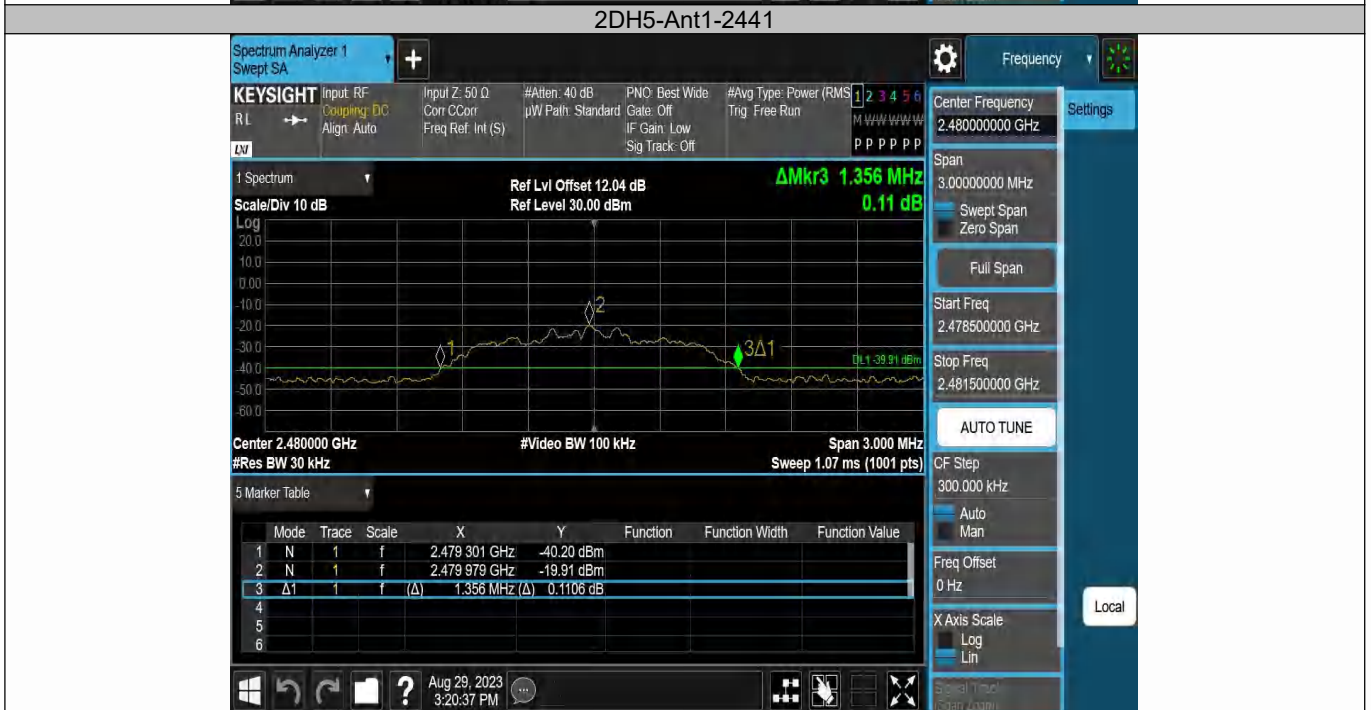 2DH5-Ant1-2441
Spectrum Analyzer 1
Swept SA
+
Frequency
KEYSIGHT
RL
LXI
Input: RF
Coupling: DC
Align: Auto
Input Z: 50 Ω
Corr CCorr
Freq Ref: Int (S)
#Atten: 40 dB
µW Path: Standard
PNO: Best Wide
Gate: Off
IF Gain: Low
Sig Track: Off
#Avg Type: Power (RMS
Trig: Free Run
1 2 3 4 5 6
M W W W W W
P P P P P P
Center Frequency
2.480000000 GHz
Settings
1 Spectrum
Scale/Div 10 dB
Ref Lvl Offset 12.04 dB
Ref Level 30.00 dBm
ΔMkr3 1.356 MHz
0.11 dB
Span
3.00000000 MHz
Swept Span
Zero Span
Full Span
Start Freq
2.478500000 GHz
Stop Freq
2.481500000 GHz
AUTO TUNE
CF Step
300.000 kHz
Auto
Man
Freq Offset
0 Hz
X Axis Scale
Log
Lin
Local
Log
20.0
10.0
0.00
-10.0
-20.0
-30.0
-40.0
-50.0
-60.0
1
2
3Δ1
DL1 -39.91 dBm
Center 2.480000 GHz
#Video BW 100 kHz
Span 3.000 MHz
#Res BW 30 kHz
Sweep 1.07 ms (1001 pts)
5 Marker Table
Mode Trace Scale X Y Function Function Width Function Value
1 N 1 f 2.479 301 GHz -40.20 dBm
2 N 1 f 2.479 979 GHz -19.91 dBm
3 Δ1 1 f (Δ) 1.356 MHz (Δ) 0.1106 dB
4
5
6
?
Aug 29, 2023
3:20:37 PM
Signal Track
(Span Zoom)